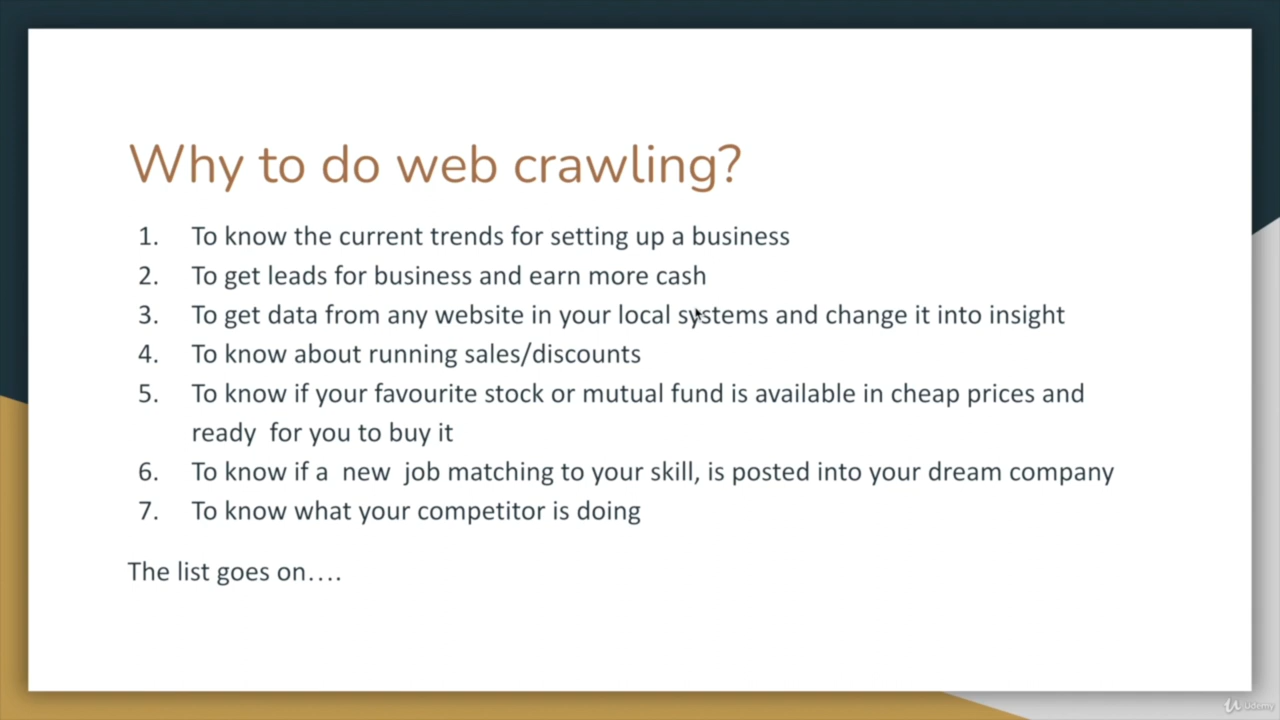 Why to do web crawling?
1. To know the current trends for setting up a business
2. To get leads for business and earn more cash
3. To get data from any website in your local systems and change it into insight
4. To know about running sales/discounts
5. To know if your favourite stock or mutual fund is available in cheap prices and
ready  for you to buy it
6. To know if a  new  job matching to your skill, is posted into your dream company
7. To know what your competitor is doing
The list goes on....
Udemy